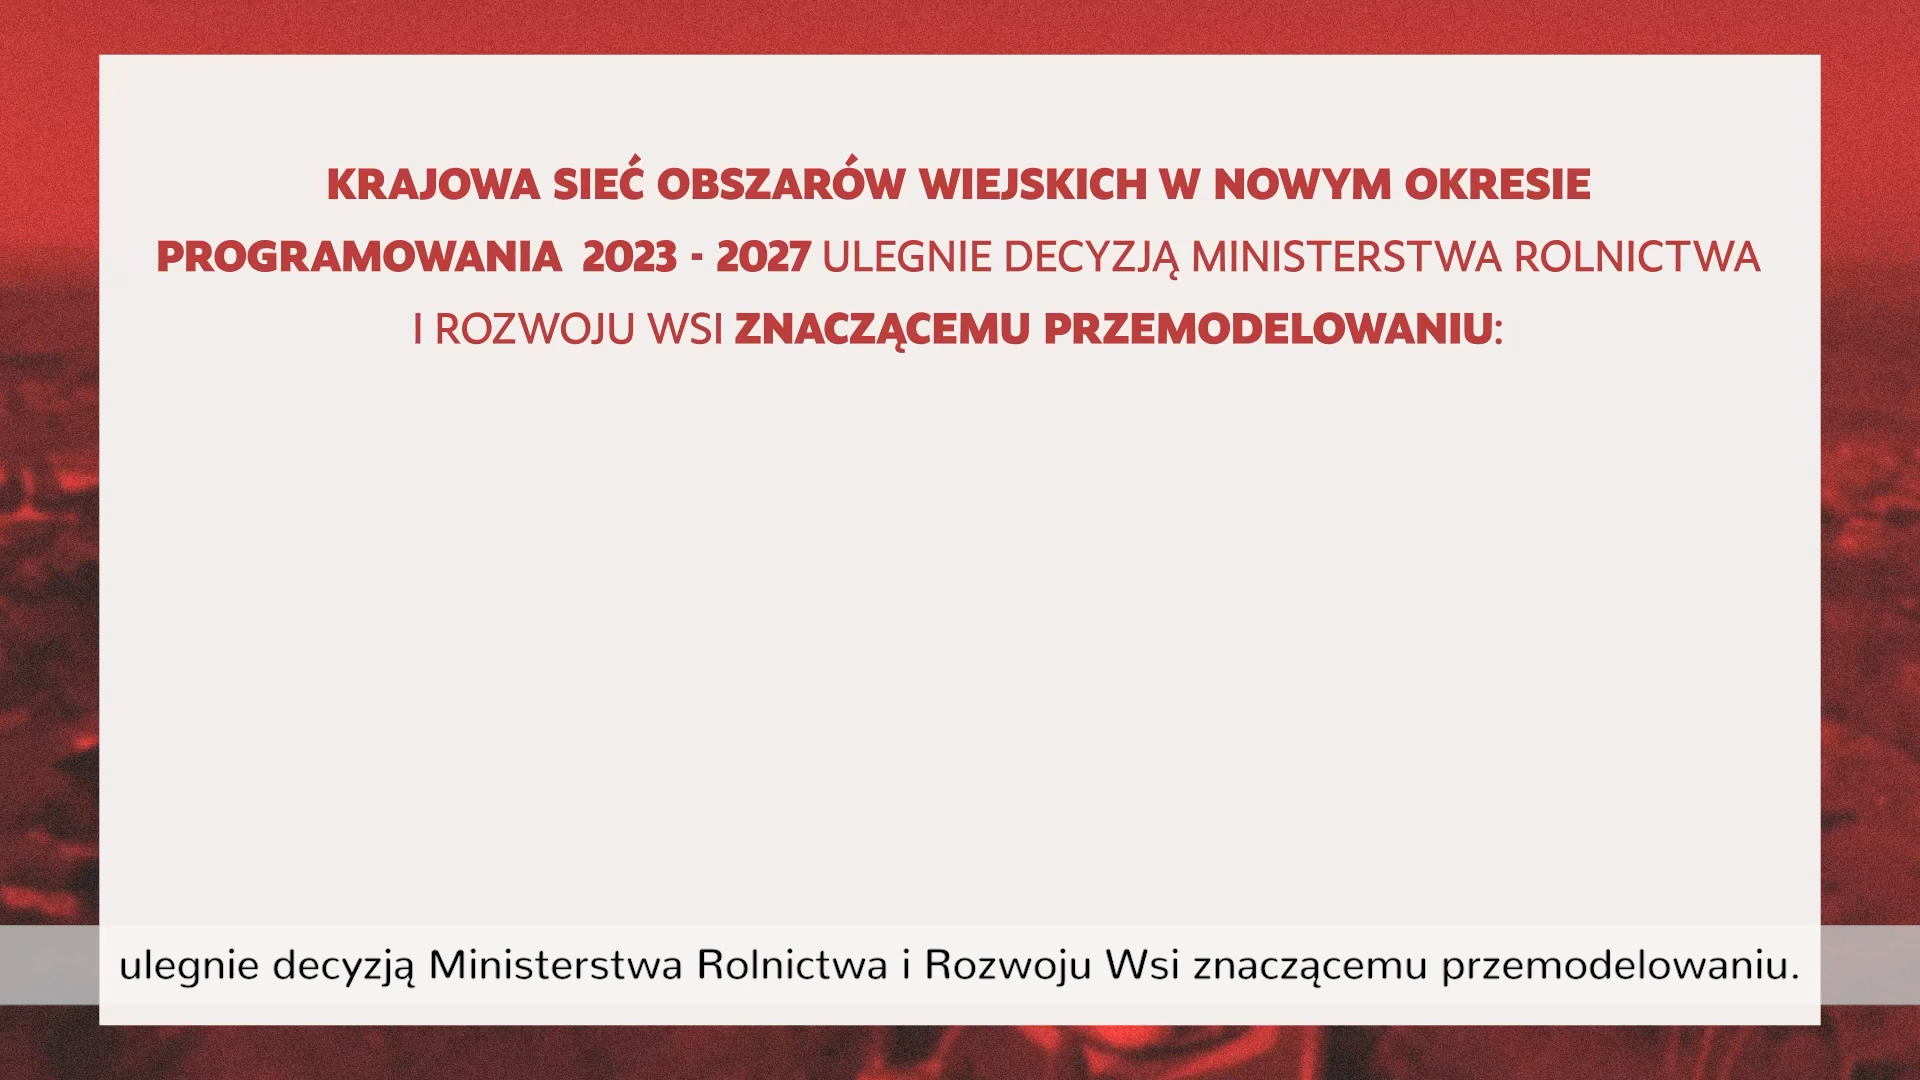 KRAJOWA SIEĆ OBSZARÓW WIEJSKICH W NOWYM OKRESIE
PROGRAMOWANIA  2023 - 2027 ULEGNIE DECYZJĄ MINISTERSTWA ROLNICTWA
I ROZWOJU WSI ZNACZĄCEMU PRZEMODELOWANIU:
ulegnie decyzją Ministerstwa Rolnictwa i Rozwoju Wsi znaczącemu przemodelowaniu.